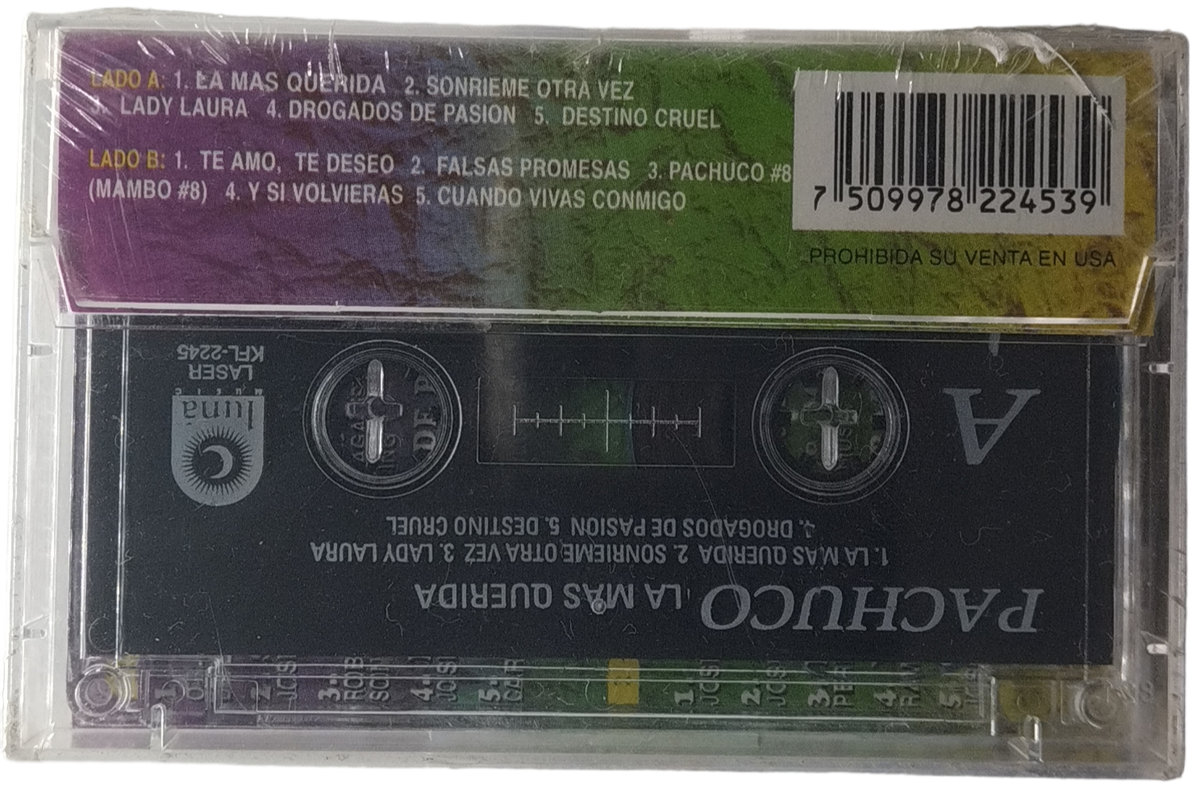 LADO A: 1. LA MAS QUERIDA 2. SONRIEME OTRA VEZ
3. LADY LAURA 4. DROGADOS DE PASION 5. DESTINO CRUEL
LADO B: 1. TE AMO, TE DESEO 2. FALSAS PROMESAS 3. PACHUCO #8
(MAMBO #8) 4. Y SI VOLVIERAS 5. CUANDO VIVAS CONMIGO
7 509978 224539
PROHIBIDA SU VENTA EN USA
A
PACHUCO LA MAS QUERIDA
1. LA MAS QUERIDA 2. SONRIEME OTRA VEZ 3. LADY LAURA
4. DROGADOS DE PASION 5. DESTINO CRUEL
luna
MUSIC
LASER
KFL-2245
DE P